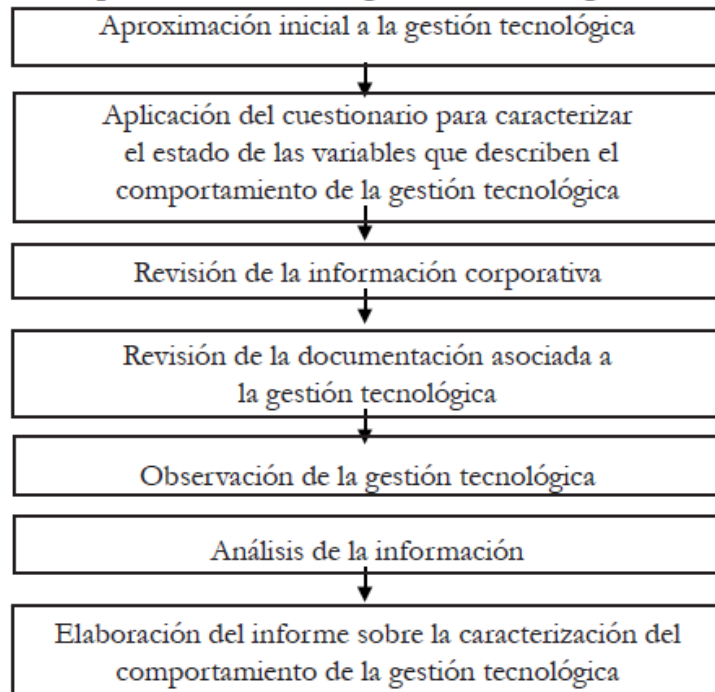 Aproximación inicial a la gestión tecnológica
Aplicación del cuestionario para caracterizar
el estado de las variables que describen el
comportamiento de la gestión tecnológica
Revisión de la información corporativa
Revisión de la documentación asociada a
la gestión tecnológica
Observación de la gestión tecnológica
Análisis de la información
Elaboración del informe sobre la caracterización del
comportamiento de la gestión tecnológica